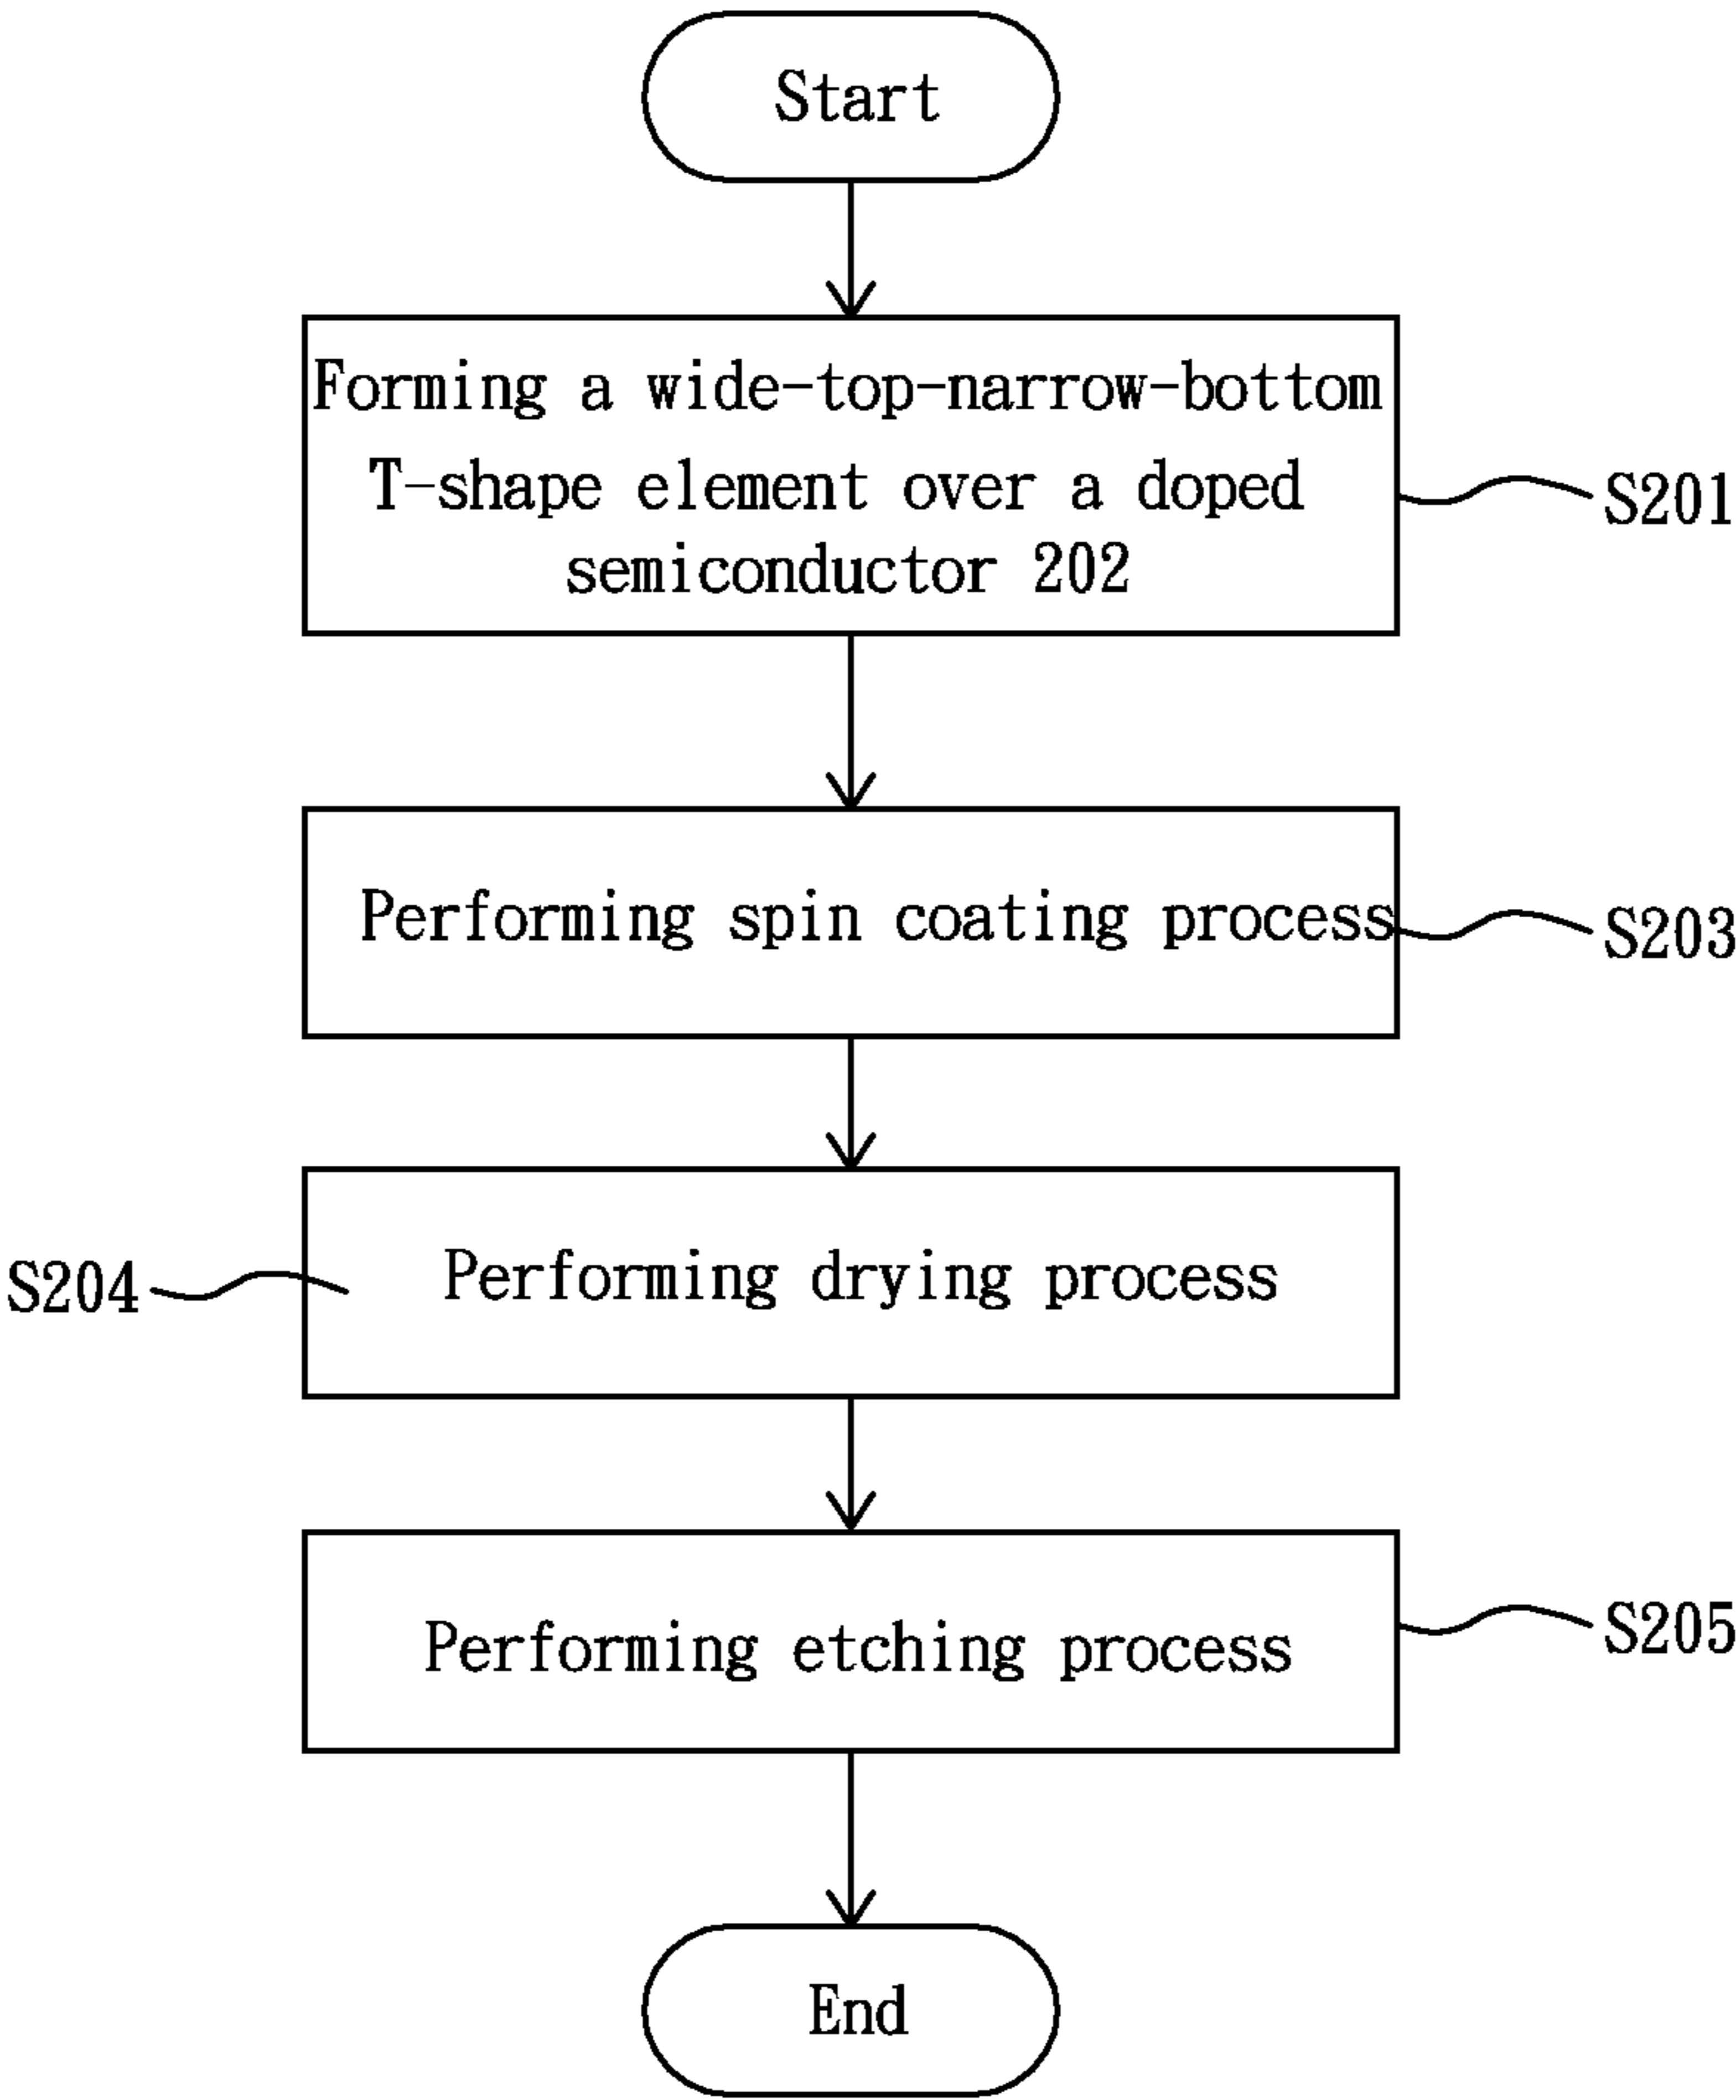 Start
Forming a wide-top-narrow-bottom
T-shape element over a doped
semiconductor 202
S201
Performing spin coating process
S203
Performing drying process
S204
Performing etching process
S205
End